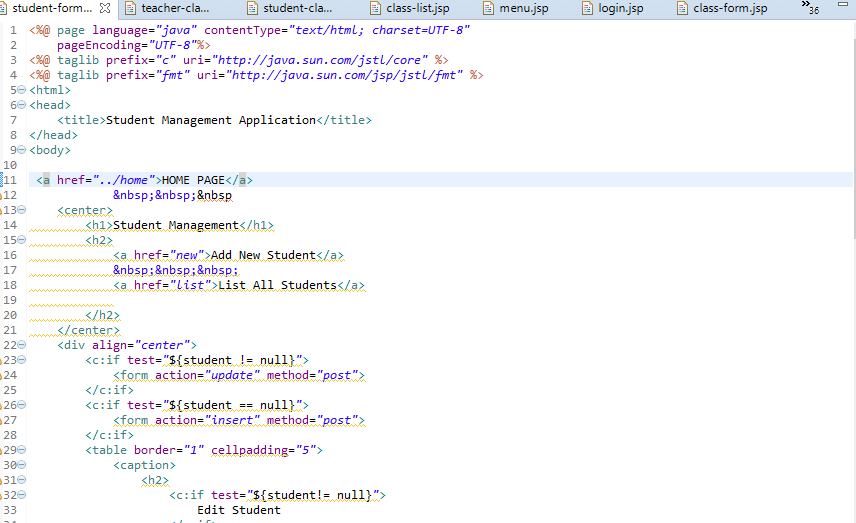 student-form... teacher-cla... student-cla... class-list.jsp menu.jsp login.jsp class-form.jsp »36
1 <%@ page language="java" contentType="text/html; charset=UTF-8"
2 pageEncoding="UTF-8"%>
3 <%@ taglib prefix="c" uri="http://java.sun.com/jstl/core" %>
4 <%@ taglib prefix="fmt" uri="http://java.sun.com/jsp/jstl/fmt" %>
5 <html>
6 <head>
7 <title>Student Management Application</title>
8 </head>
9 <body>
10
11 <a href="../home">HOME PAGE</a>
12 &nbsp;&nbsp;&nbsp
13 <center>
14 <h1>Student Management</h1>
15 <h2>
16 <a href="new">Add New Student</a>
17 &nbsp;&nbsp;&nbsp;
18 <a href="list">List All Students</a>
19
20 </h2>
21 </center>
22 <div align="center">
23 <c:if test="${student != null}">
24 <form action="update" method="post">
25 </c:if>
26 <c:if test="${student == null}">
27 <form action="insert" method="post">
28 </c:if>
29 <table border="1" cellpadding="5">
30 <caption>
31 <h2>
32 <c:if test="${student!= null}">
33 Edit Student